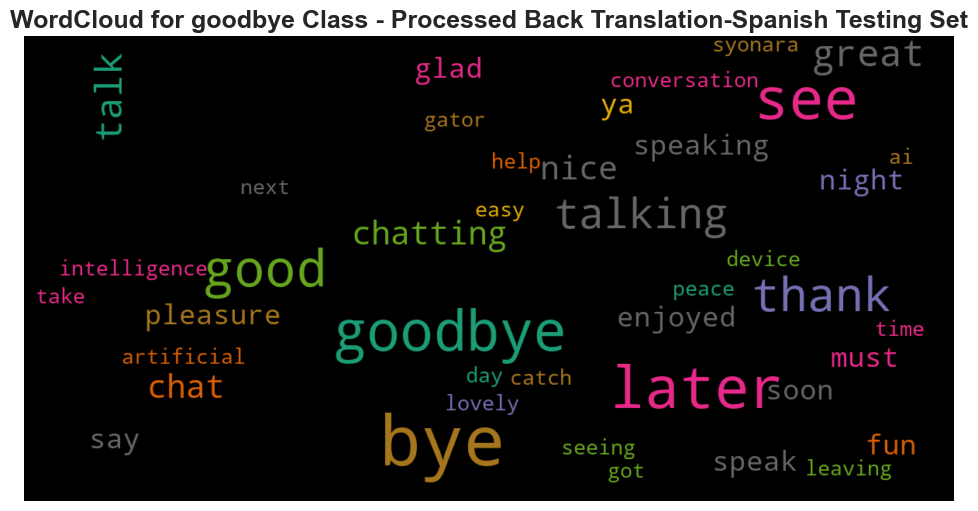 WordCloud for goodbye Class - Processed Back Translation-Spanish Testing Set
syonara
great
talk
glad
conversation
see
ya
gator
speaking
help
nice
ai
night
next
easy
talking
chatting
device
intelligence
good
take
peace
thank
pleasure
goodbye
enjoyed
time
artificial
must
chat
day
catch
later
soon
lovely
say
bye
seeing
fun
got
speak
leaving